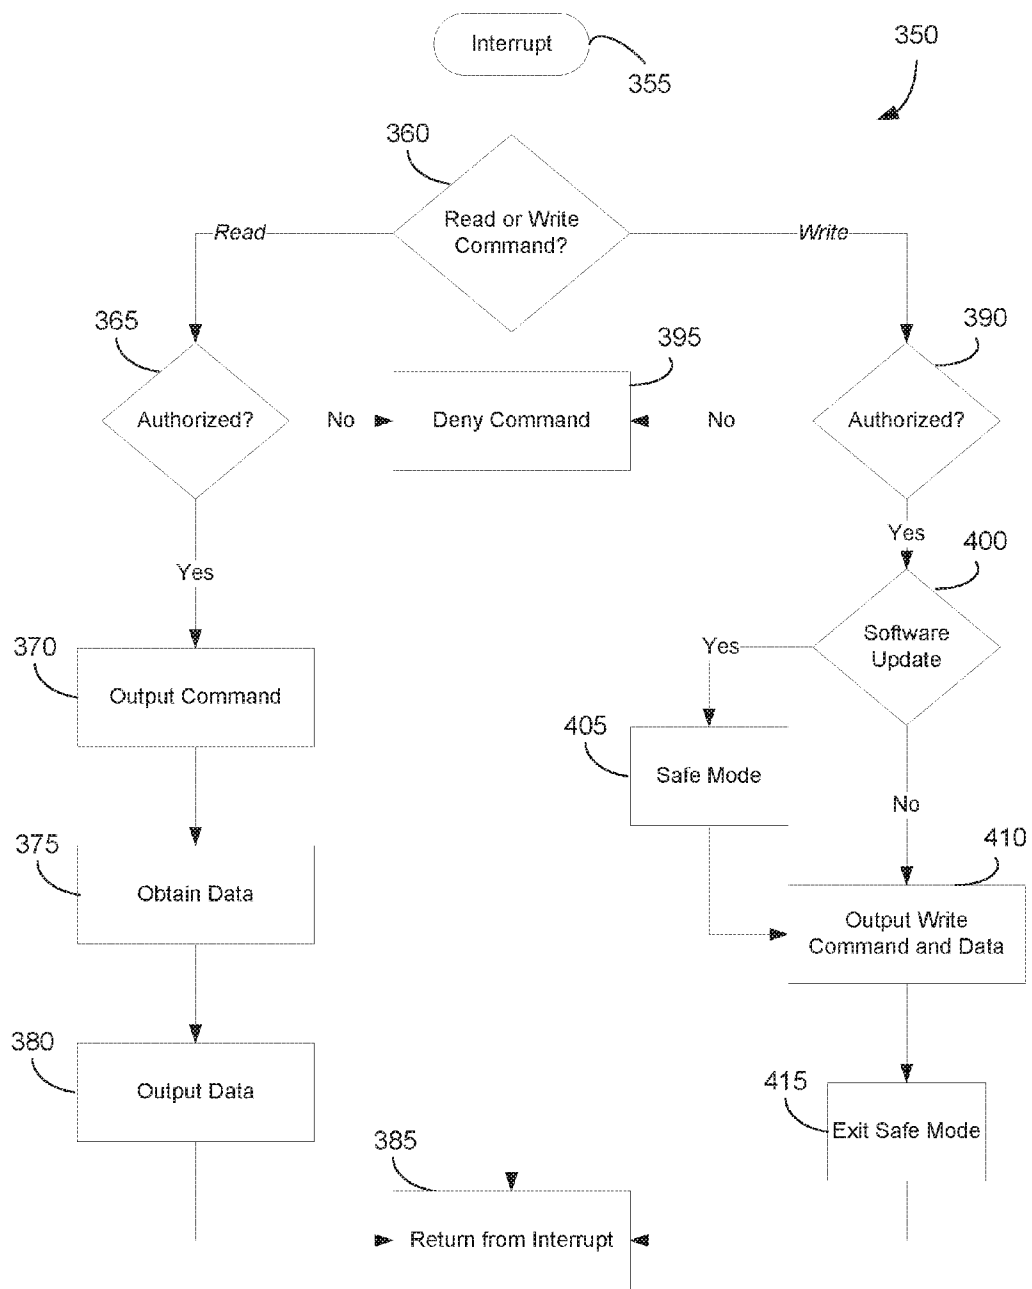 Interrupt
355
350
360
Read or Write
Command?
Read
Write
365
390
395
Authorized?
No
Deny Command
No
Authorized?
Yes
400
Yes
Software
Update
Yes
370
Output Command
405
Safe Mode
No
375
Obtain Data
410
Output Write
Command and Data
380
Output Data
415
Exit Safe Mode
385
Return from Interrupt